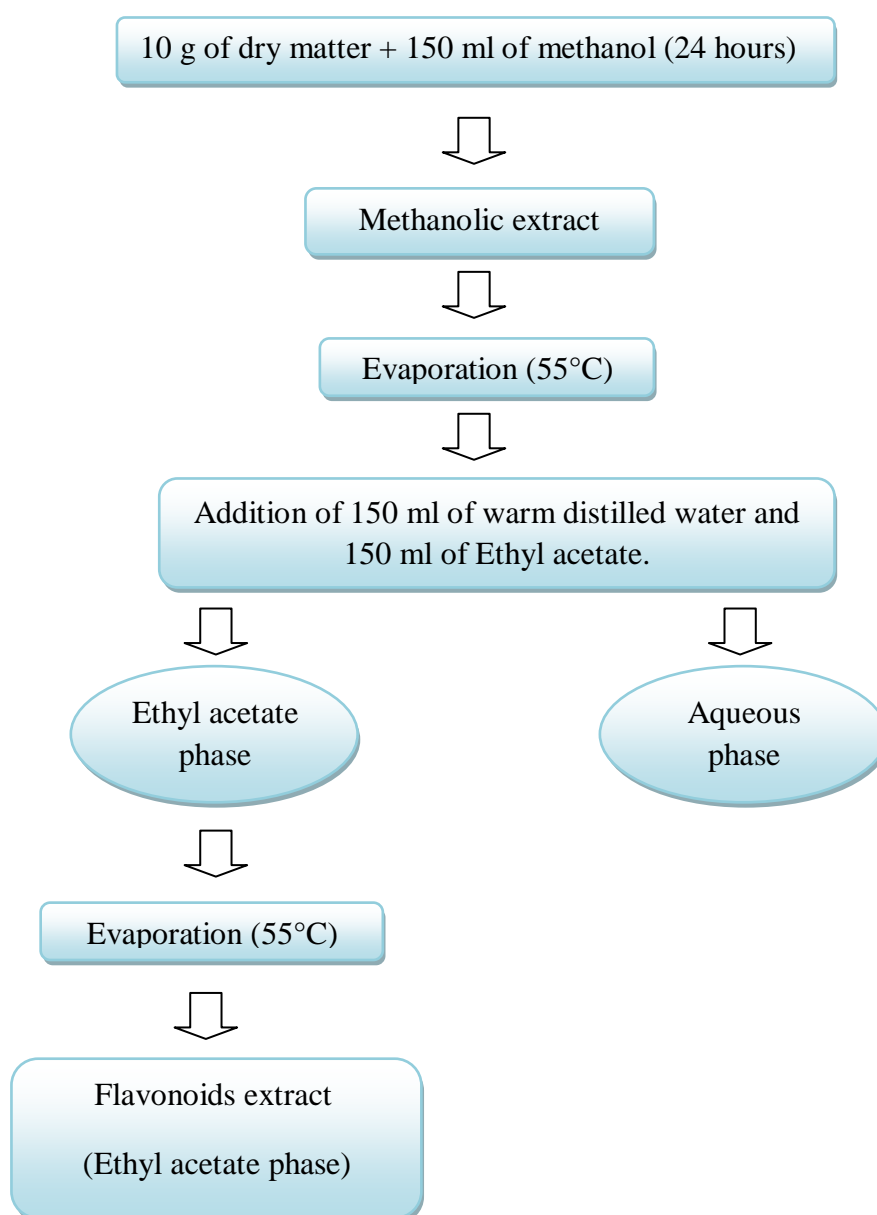 10 g of dry matter + 150 ml of methanol (24 hours)
Methanolic extract
Evaporation (55°C)
Addition of 150 ml of warm distilled water and
150 ml of Ethyl acetate.
Ethyl acetate
phase
Aqueous
phase
Evaporation (55°C)
Flavonoids extract
(Ethyl acetate phase)